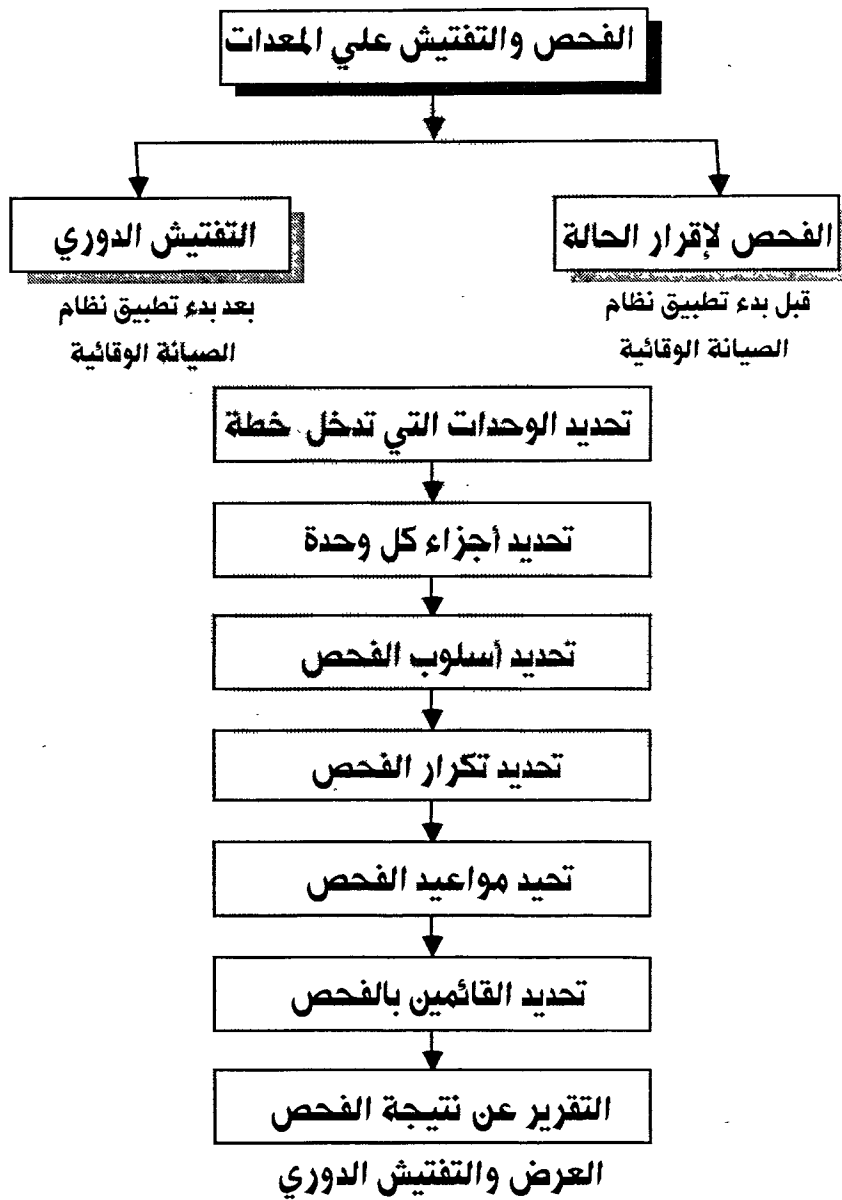 الفحص والتفتيش علي المعدات
الفحص لإقرار الحالة
قبل بدء تطبيق نظام
الصيانة الوقائية
التفتيش الدوري
بعد بدء تطبيق نظام
الصيانة الوقائية
تحديد الوحدات التي تدخل خطة
تحديد أجزاء كل وحدة
تحديد أسلوب الفحص
تحديد تكرار الفحص
تحيد مواعيد الفحص
تحديد القائمين بالفحص
التقرير عن نتيجة الفحص
العرض والتفتيش الدوري